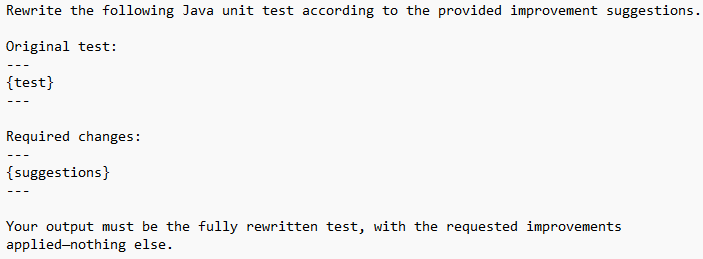 Rewrite the following Java unit test according to the provided improvement suggestions.
Original test:
---
{test}
---
Required changes:
---
{suggestions}
---
Your output must be the fully rewritten test, with the requested improvements
applied—nothing else.